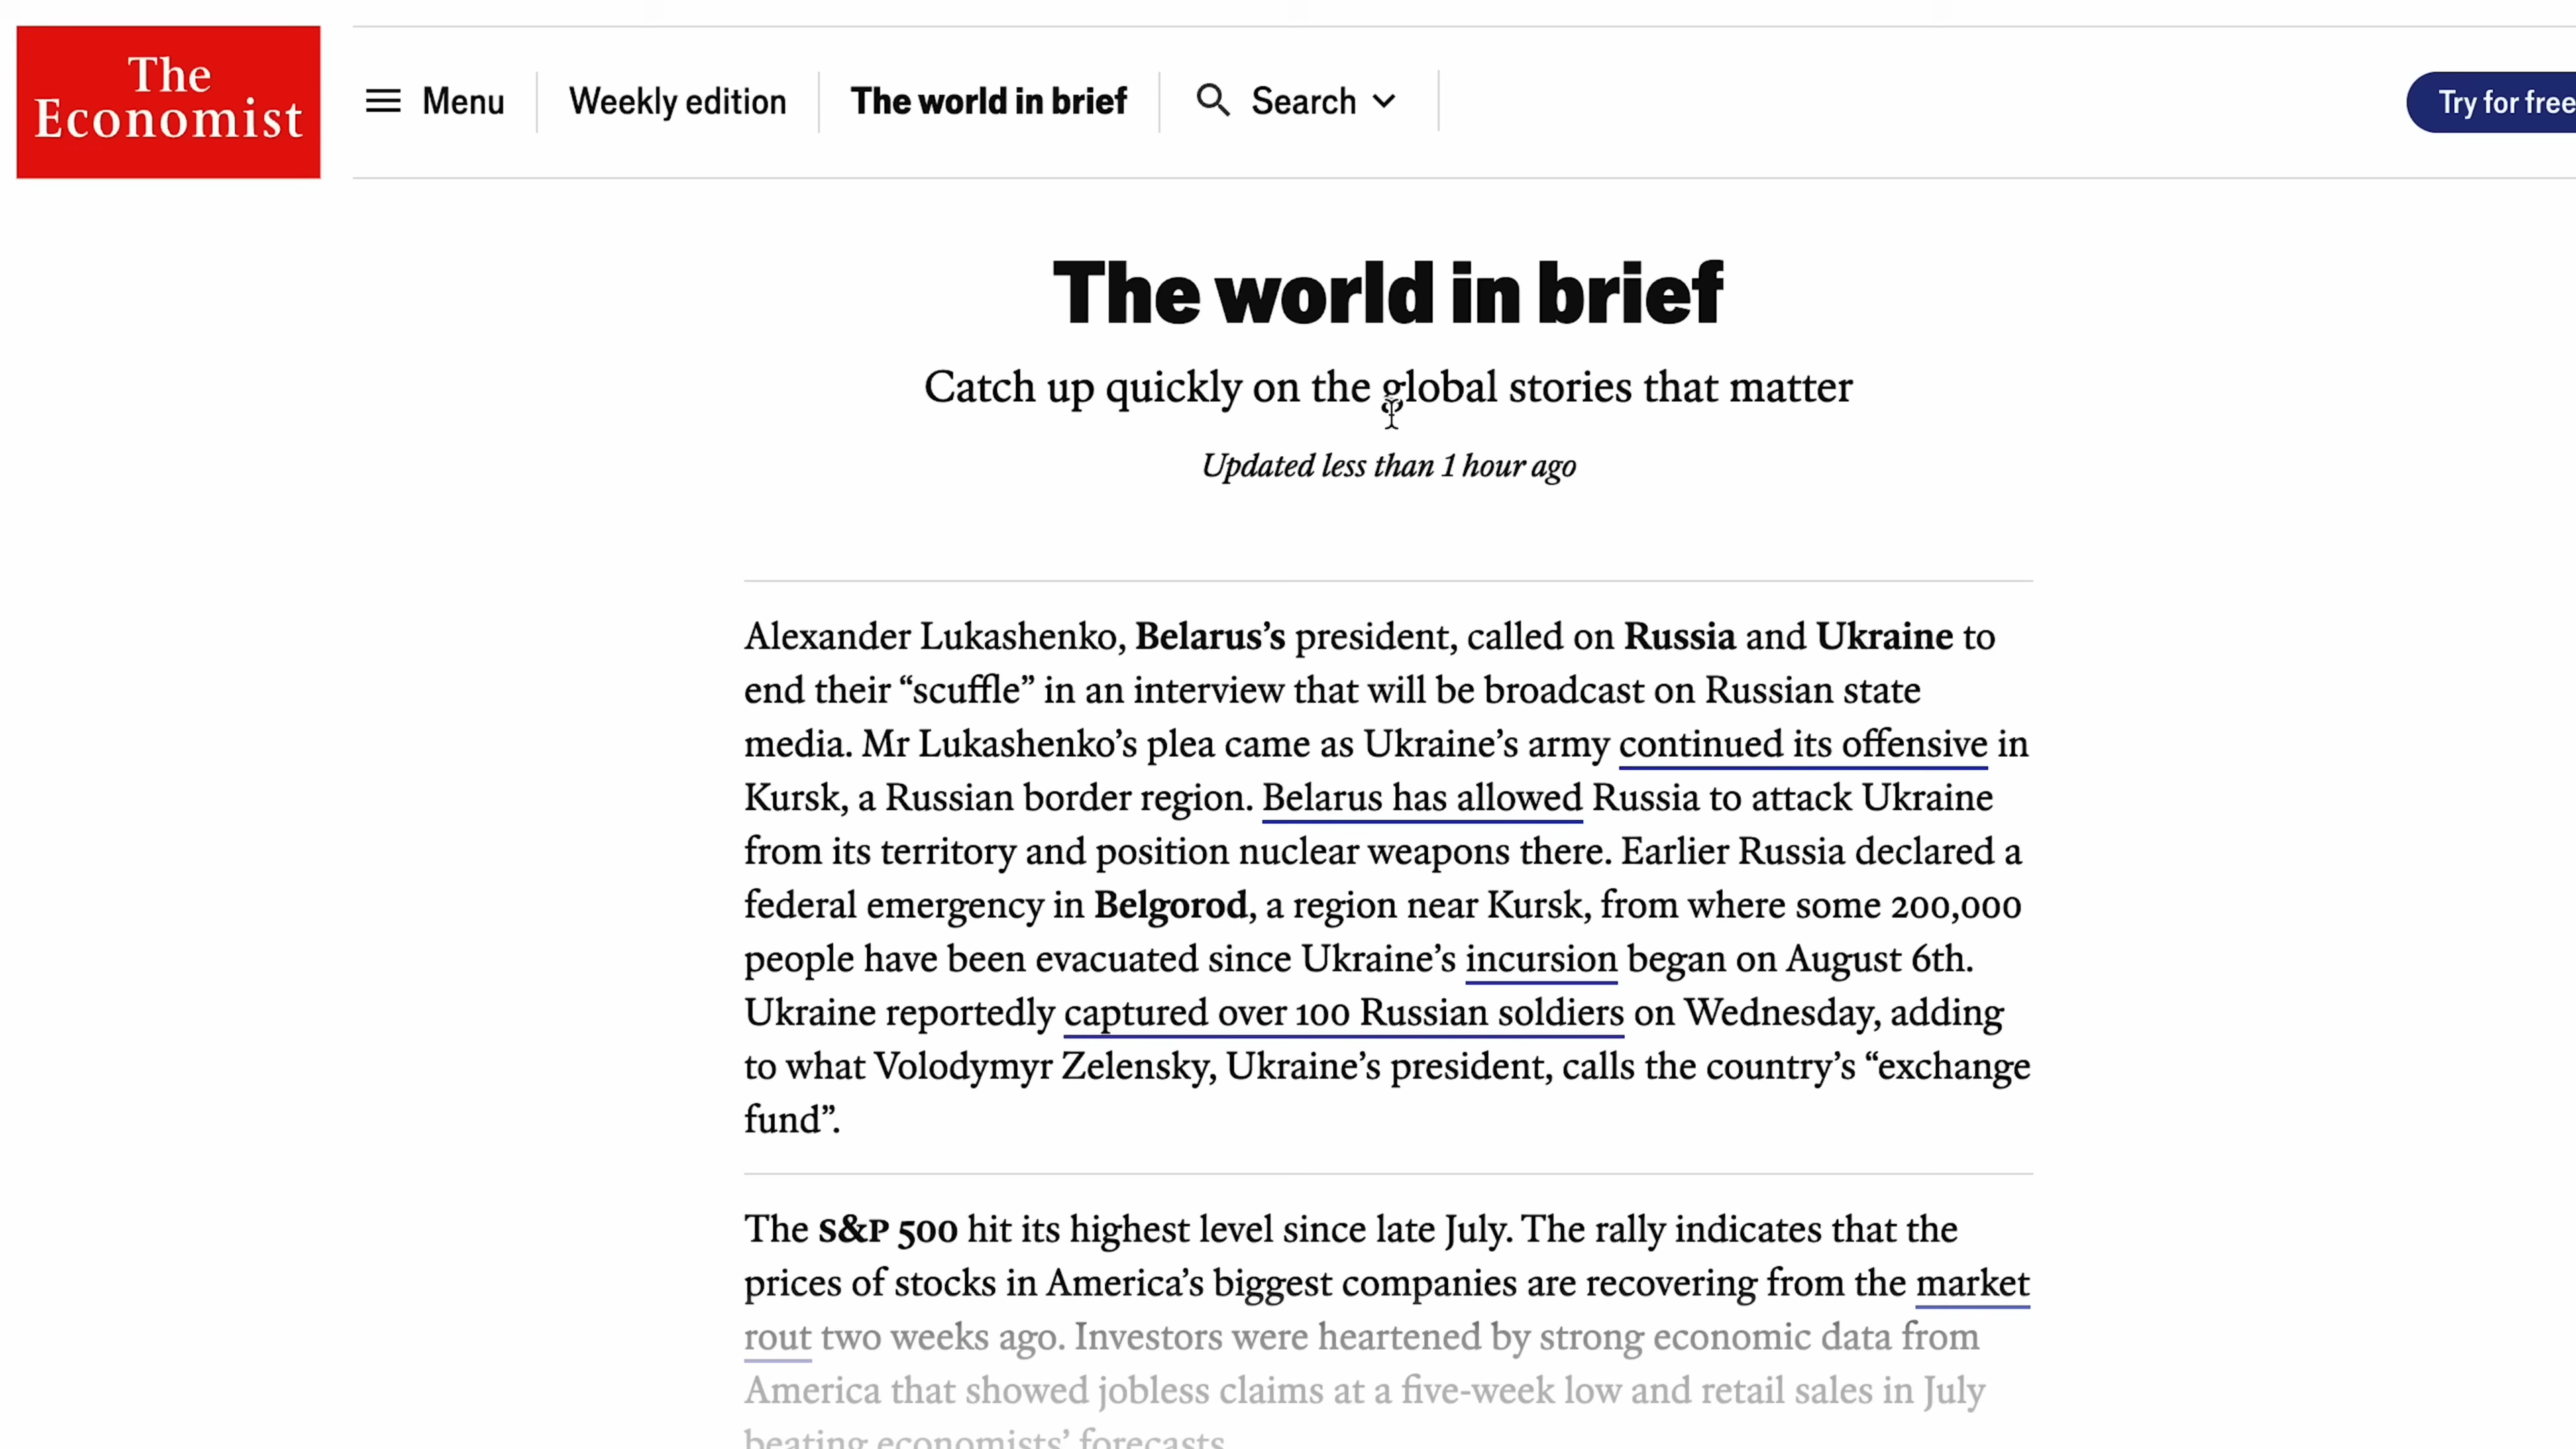 The
Economist
Menu
Weekly edition
The world in brief
Search
Try for free
The world in brief
Catch up quickly on the global stories that matter
Updated less than 1 hour ago
Alexander Lukashenko, Belarus’s president, called on Russia and Ukraine to
end their “scuffle” in an interview that will be broadcast on Russian state
media. Mr Lukashenko’s plea came as Ukraine’s army continued its offensive in
Kursk, a Russian border region. Belarus has allowed Russia to attack Ukraine
from its territory and position nuclear weapons there. Earlier Russia declared a
federal emergency in Belgorod, a region near Kursk, from where some 200,000
people have been evacuated since Ukraine’s incursion began on August 6th.
Ukraine reportedly captured over 100 Russian soldiers on Wednesday, adding
to what Volodymyr Zelensky, Ukraine’s president, calls the country’s “exchange
fund”.
The S&P 500 hit its highest level since late July. The rally indicates that the
prices of stocks in America’s biggest companies are recovering from the market
rout two weeks ago. Investors were heartened by strong economic data from
America that showed jobless claims at a five-week low and retail sales in July
beating economists’ forecasts.